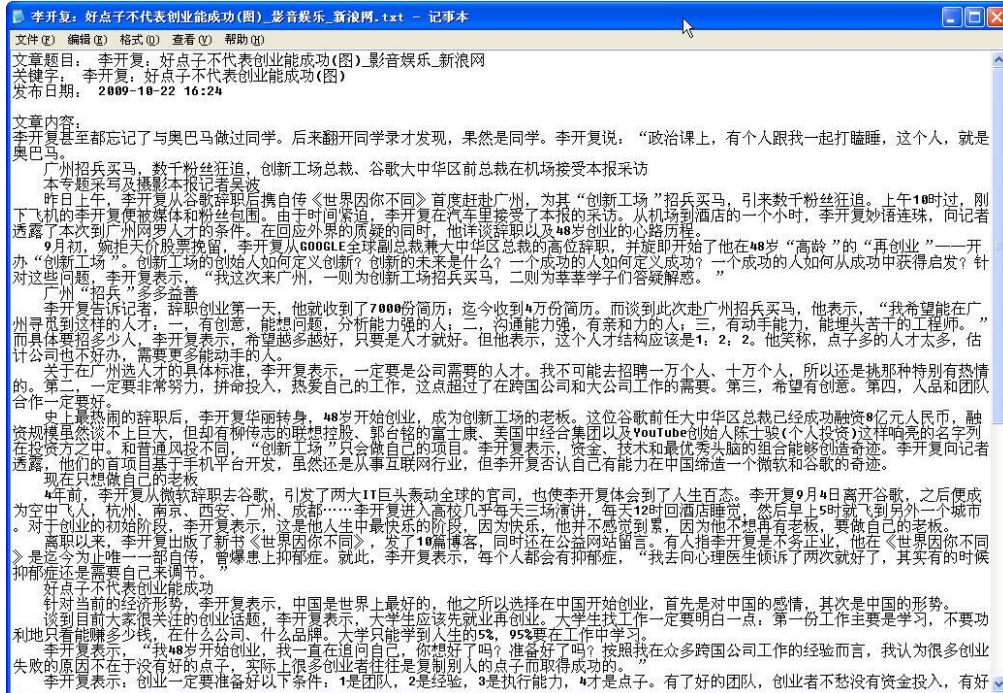 李开复：好点子不代表创业能成功(图)_影音娱乐_新浪网.txt - 记事本
文件(F) 编辑(E) 格式(O) 查看(V) 帮助(H)
文章题目： 李开复：好点子不代表创业能成功(图)_影音娱乐_新浪网
关键字： 李开复：好点子不代表创业能成功(图)
发布日期： 2009-10-22 16:24
文章内容：
李开复甚至都忘记了与奥巴马做过同学。后来翻开同学录才发现，果然是同学。李开复说：“政治课上，有个人跟我一起打瞌睡，这个人，就是
奥巴马。
广州招兵买马，数千粉丝狂追，创新工场总裁、谷歌大中华区前总裁在机场接受本报采访
本专题采写及摄影本报记者吴波
昨日上午，李开复从谷歌辞职后携自传《世界因你不同》首度赶赴广州，为其“创新工场”招兵买马，引来数千粉丝狂追。上午10时过，刚
下飞机的李开复便被媒体和粉丝包围。由于时间紧迫，李开复在汽车里接受了本报的采访。从机场到酒店的一个小时，李开复妙语连珠，向记者
透露了本次到广州网罗人才的条件。在回应外界的质疑的同时，他详谈辞职以及48岁创业的心路历程。
9月初，婉拒天价股票挽留，李开复从GOOGLE全球副总裁兼大中华区总裁的高位辞职，并旋即开始了他在48岁“高龄”的“再创业”——开
办“创新工场”。创新工场的创始人如何定义创新？创新的未来是什么？一个成功的人如何定义成功？一个成功的人如何从成功中获得启发？针
对这些问题，李开复表示，“我这次来广州，一则为创新工场招兵买马，二则为莘莘学子们答疑解惑。”
广州“招兵”多多益善
李开复告诉记者，辞职创业第一天，他就收到了7000份简历；迄今收到4万份简历。而谈到此次赴广州招兵买马，他表示，“我希望能在广
州寻觅到这样的人才：一，有创意，能想问题，分析能力强的人；二，沟通能力强，有亲和力的人；三，有动手能力，能埋头苦干的工程师。”
而具体要招多少人，李开复表示，希望越多越好，只要是人才就好。但他表示，这个人才结构应该是1：2：2。他笑称，点子多的人才太多，估
计公司也不好办，需要更多能动手的人。
关于在广州选人才的具体标准，李开复表示，一定要是公司需要的人才。我不可能去招聘一万个人、十万个人，所以还是挑那种特别有热情
的。第二，一定要非常努力，拼命投入，热爱自己的工作，这点超过了在跨国公司和大公司工作的需要。第三，希望有创意。第四，人品和团队
合作一定要好。
史上最热闹的辞职后，李开复华丽转身，48岁开始创业，成为创新工场的老板。这位谷歌前任大中华区总裁已经成功融资8亿元人民币，融
资规模虽然谈不上巨大，但却有柳传志的联想控股、郭台铭的富士康、美国中经合集团以及YouTube创始人陈士骏(个人投资)这样响亮的名字列
在投资方之中。和普通风投不同，“创新工场”只会做自己的项目。李开复表示，资金、技术和最优秀头脑的组合能够创造奇迹。李开复向记者
透露，他们的首项目基于手机平台开发，虽然还是从事互联网行业，但李开复否认自己有能力在中国缔造一个微软和谷歌的奇迹。
现在只想做自己的老板
4年前，李开复从微软辞职去谷歌，引发了两大IT巨头轰动全球的官司，也使李开复体会到了人生百态。李开复9月4日离开谷歌，之后便成
为空中飞人，杭州、南京、西安、广州、成都……李开复进入高校几乎每天三场演讲，每天12时回酒店睡觉，然后早上5时就飞到另外一个城市
。对于创业的初始阶段，李开复表示，这是他人生中最快乐的阶段，因为快乐，他并不感觉到累，因为他不想再有老板，要做自己的老板。
离职以来，李开复出版了新书《世界因你不同》，发了10篇博客，同时还在公益网站留言。有人指李开复是不务正业，他在《世界因你不同
》是迄今为止唯一一部自传，曾爆患上抑郁症。就此，李开复表示，每个人都会有抑郁症，“我去向心理医生倾诉了两次就好了，其实有的时候
抑郁症还是需要自己来调节。”
好点子不代表创业能成功
针对当前的经济形势，李开复表示，中国是世界上最好的，他之所以选择在中国开始创业，首先是对中国的感情，其次是中国的形势。
谈到目前大家很关注的创业话题，李开复表示，大学生应该先就业再创业。大学生找工作一定要明白一点：第一份工作主要是学习，不要功
利地只看能赚多少钱，在什么公司、什么品牌。大学只能学到人生的5%，95%要在工作中学习。
李开复表示，“我48岁开始创业，我一直在追问自己，你想好了吗？准备好了吗？按照我在众多跨国公司工作的经验而言，我认为很多创业
失败的原因不在于没有好的点子，实际上很多创业者往往是复制别人的点子而取得成功的。”
李开复表示：创业一定要准备好以下条件：1是团队，2是经验，3是执行能力，4才是点子。有了好的团队，创业者不愁没有资金投入，有好